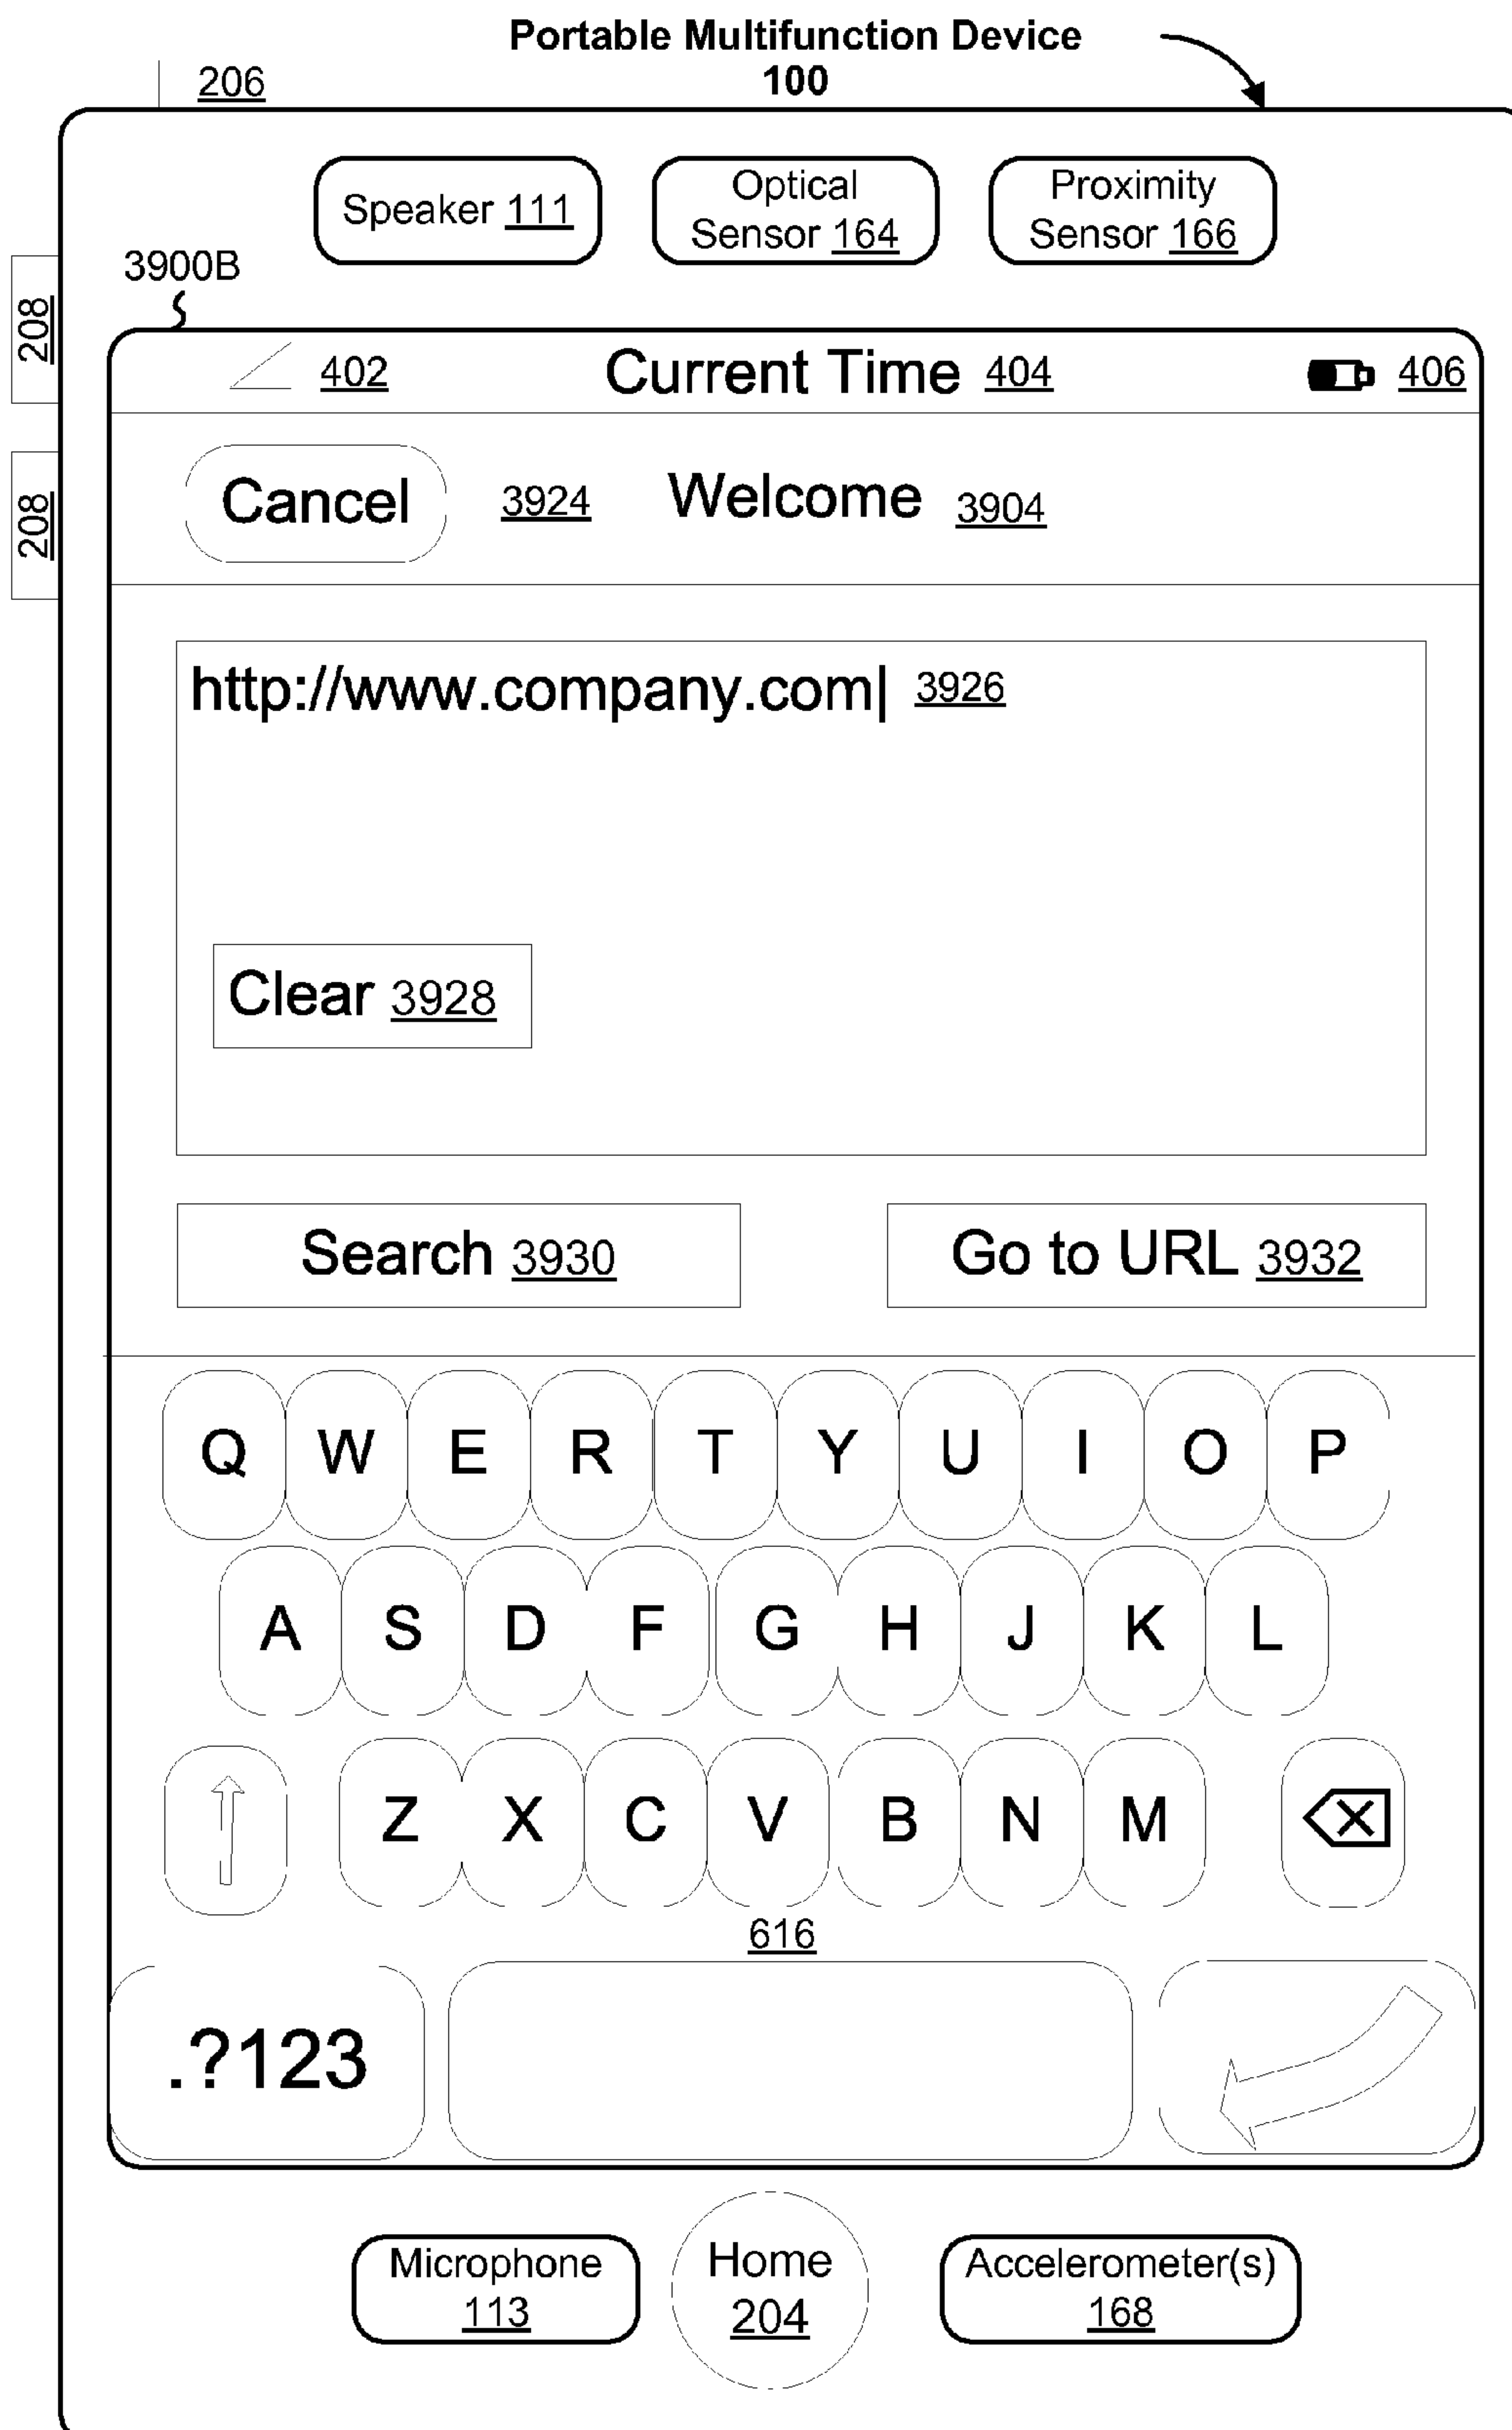 Portable Multifunction Device
100
206
Speaker 111
Optical
Sensor 164
Proximity
Sensor 166
3900B
208
208
402 Current Time 404 406
Cancel 3924 Welcome 3904
http://www.company.com| 3926
Clear 3928
Search 3930 Go to URL 3932
Q W E R T Y U I O P
A S D F G H J K L
Z X C V B N M
616
.?123
Microphone
113
Home
204
Accelerometer(s)
168